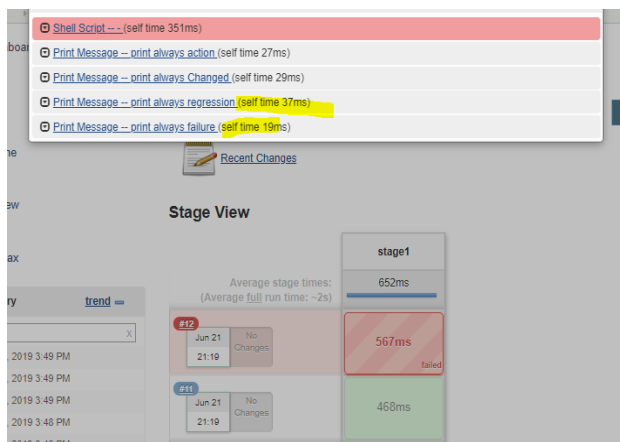 Shell Script -- - (self time 351ms)
Print Message -- print always action (self time 27ms)
Print Message -- print always Changed (self time 29ms)
Print Message -- print always regression (self time 37ms)
Print Message -- print always failure (self time 19ms)
Recent Changes
Stage View
stage1
Average stage times:
(Average full run time: ~2s)
652ms
trend
X
#12
Jun 21
21:19
No
Changes
567ms
failed
#11
Jun 21
21:19
No
Changes
468ms
, 2019 3:49 PM
, 2019 3:49 PM
, 2019 3:49 PM
, 2019 3:48 PM